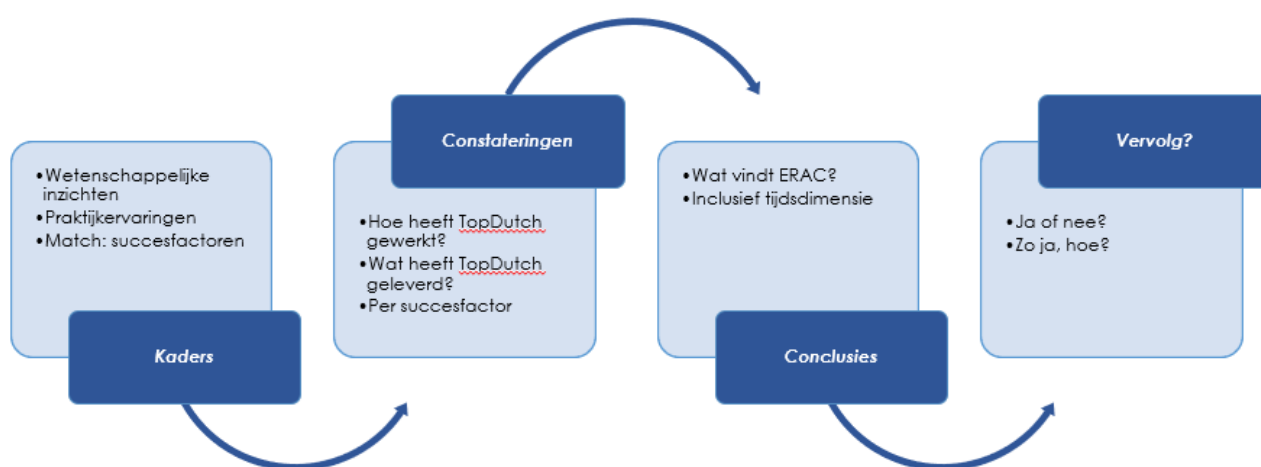 •Wetenschappelijke
inzichten
•Praktijkervaringen
•Match: succesfactoren
Kaders
Constateringen
•Hoe heeft TopDutch
gewerkt?
•Wat heeft TopDutch
geleverd?
•Per succesfactor
•Wat vindt ERAC?
•Inclusief tijdsdimensie
Conclusies
Vervolg?
•Ja of nee?
•Zo ja, hoe?